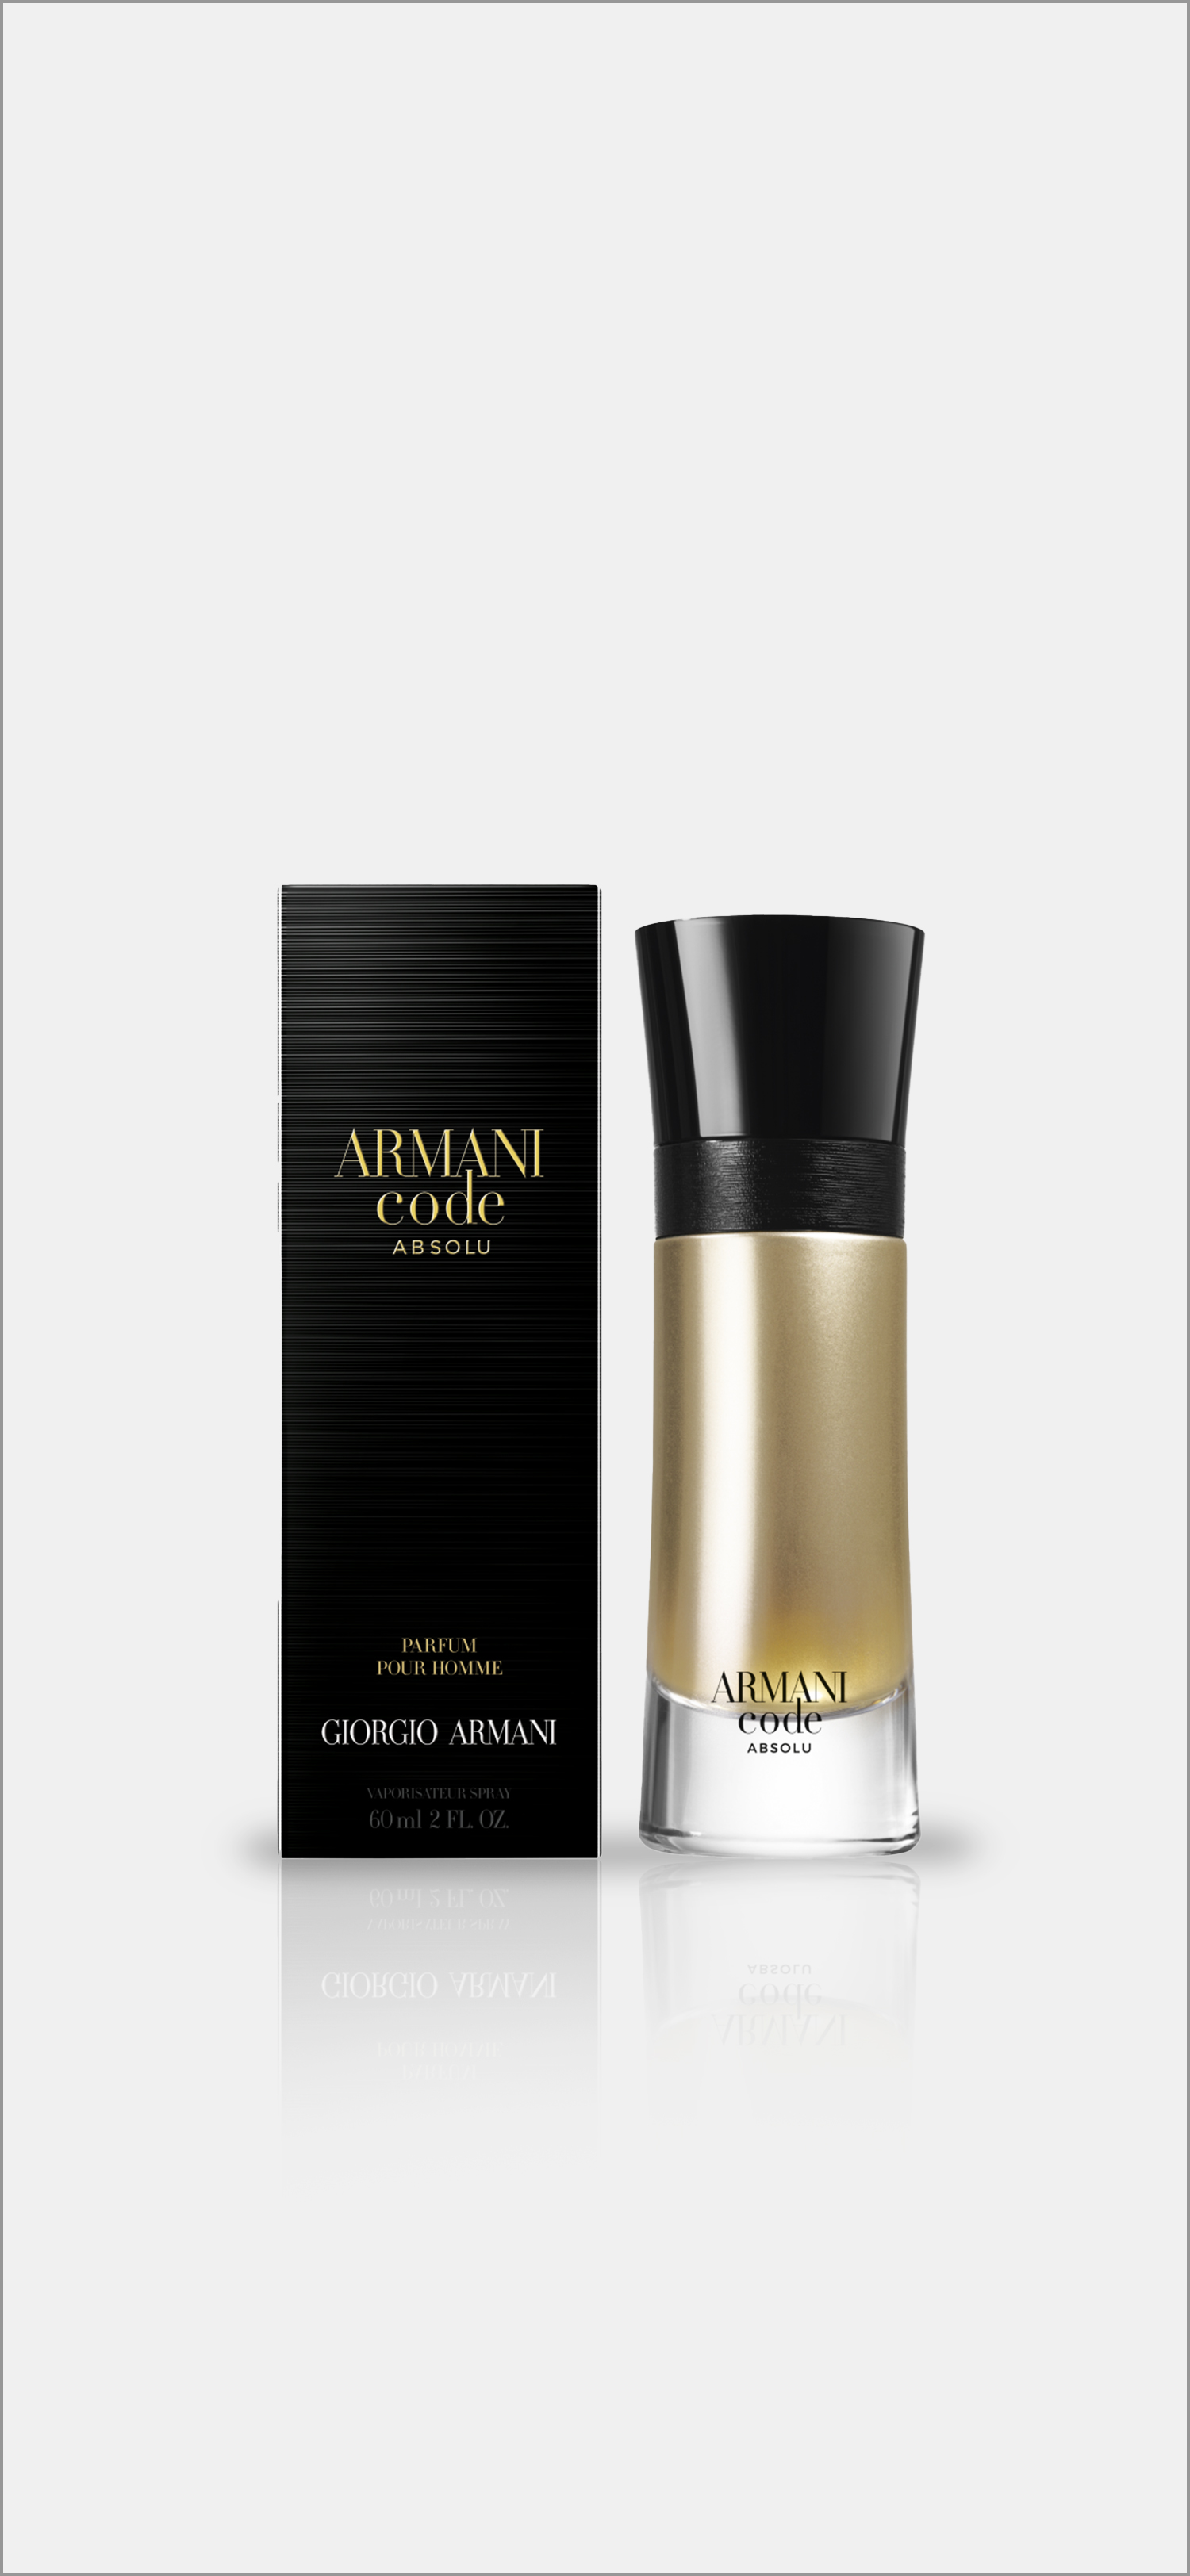 ARMANI
code
ABSOLU
PARFUM
POUR HOMME
GIORGIO ARMANI
VAPORISATEUR SPRAY
60 ml 2 FL. OZ.
ARMANI
code
ABSOLU